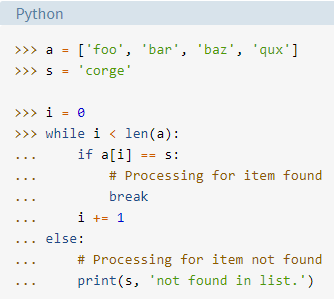 Python
>>> a = ['foo', 'bar', 'baz', 'qux']
>>> s = 'corge'
>>> i = 0
>>> while i < len(a):
...     if a[i] == s:
...         # Processing for item found
...         break
...     i += 1
... else:
...     # Processing for item not found
...     print(s, 'not found in list.')